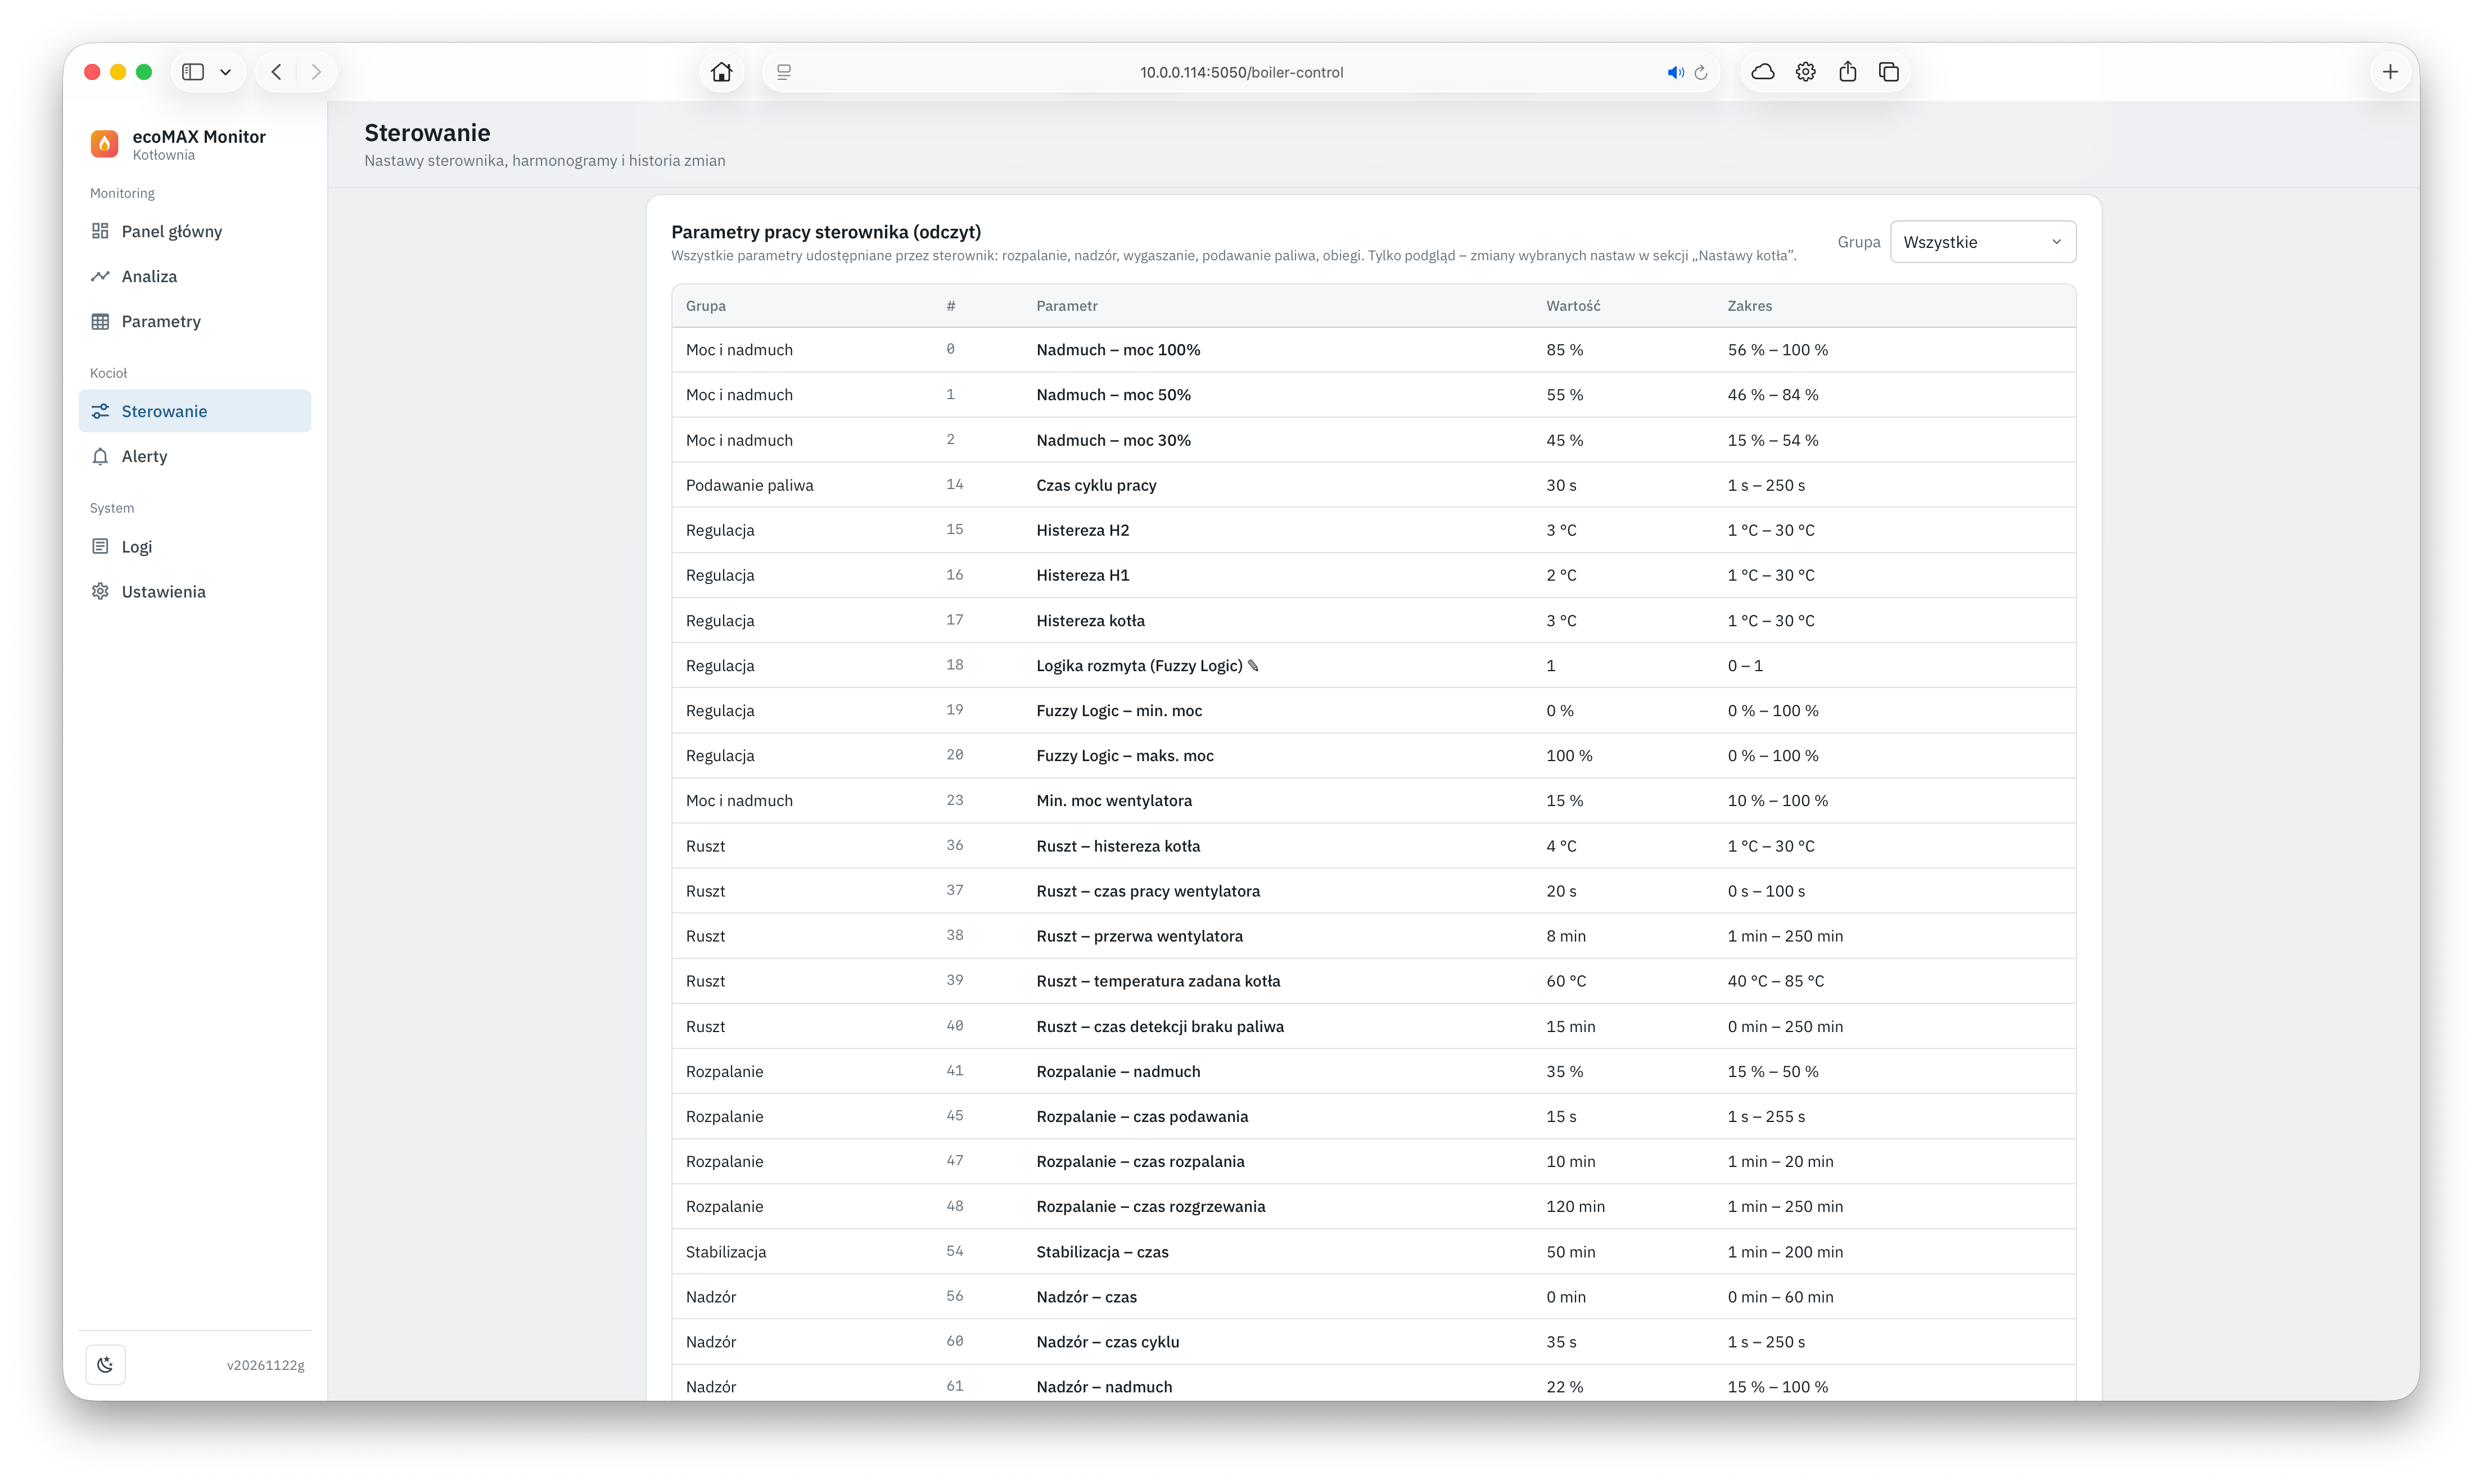 10.0.0.114:5050/boiler-control
ecoMAX Monitor
Kotłownia
Monitoring
Panel główny
Analiza
Parametry
Kocioł
Sterowanie
Alerty
System
Logi
Ustawienia
v20261122g
Sterowanie
Nastawy sterownika, harmonogramy i historia zmian
Parametry pracy sterownika (odczyt)
Wszystkie parametry udostępniane przez sterownik: rozpalanie, nadzór, wygaszanie, podawanie paliwa, obiegi. Tylko podgląd – zmiany wybranych nastaw w sekcji „Nastawy kotła”.
Grupa Wszystkie
Grupa # Parametr Wartość Zakres
Moc i nadmuch 0 Nadmuch – moc 100% 85 % 56 % – 100 %
Moc i nadmuch 1 Nadmuch – moc 50% 55 % 46 % – 84 %
Moc i nadmuch 2 Nadmuch – moc 30% 45 % 15 % – 54 %
Podawanie paliwa 14 Czas cyklu pracy 30 s 1 s – 250 s
Regulacja 15 Histereza H2 3 °C 1 °C – 30 °C
Regulacja 16 Histereza H1 2 °C 1 °C – 30 °C
Regulacja 17 Histereza kotła 3 °C 1 °C – 30 °C
Regulacja 18 Logika rozmyta (Fuzzy Logic) ✎ 1 0 – 1
Regulacja 19 Fuzzy Logic – min. moc 0 % 0 % – 100 %
Regulacja 20 Fuzzy Logic – maks. moc 100 % 0 % – 100 %
Moc i nadmuch 23 Min. moc wentylatora 15 % 10 % – 100 %
Ruszt 36 Ruszt – histereza kotła 4 °C 1 °C – 30 °C
Ruszt 37 Ruszt – czas pracy wentylatora 20 s 0 s – 100 s
Ruszt 38 Ruszt – przerwa wentylatora 8 min 1 min – 250 min
Ruszt 39 Ruszt – temperatura zadana kotła 60 °C 40 °C – 85 °C
Ruszt 40 Ruszt – czas detekcji braku paliwa 15 min 0 min – 250 min
Rozpalanie 41 Rozpalanie – nadmuch 35 % 15 % – 50 %
Rozpalanie 45 Rozpalanie – czas podawania 15 s 1 s – 255 s
Rozpalanie 47 Rozpalanie – czas rozpalania 10 min 1 min – 20 min
Rozpalanie 48 Rozpalanie – czas rozgrzewania 120 min 1 min – 250 min
Stabilizacja 54 Stabilizacja – czas 50 min 1 min – 200 min
Nadzór 56 Nadzór – czas 0 min 0 min – 60 min
Nadzór 60 Nadzór – czas cyklu 35 s 1 s – 250 s
Nadzór 61 Nadzór – nadmuch 22 % 15 % – 100 %